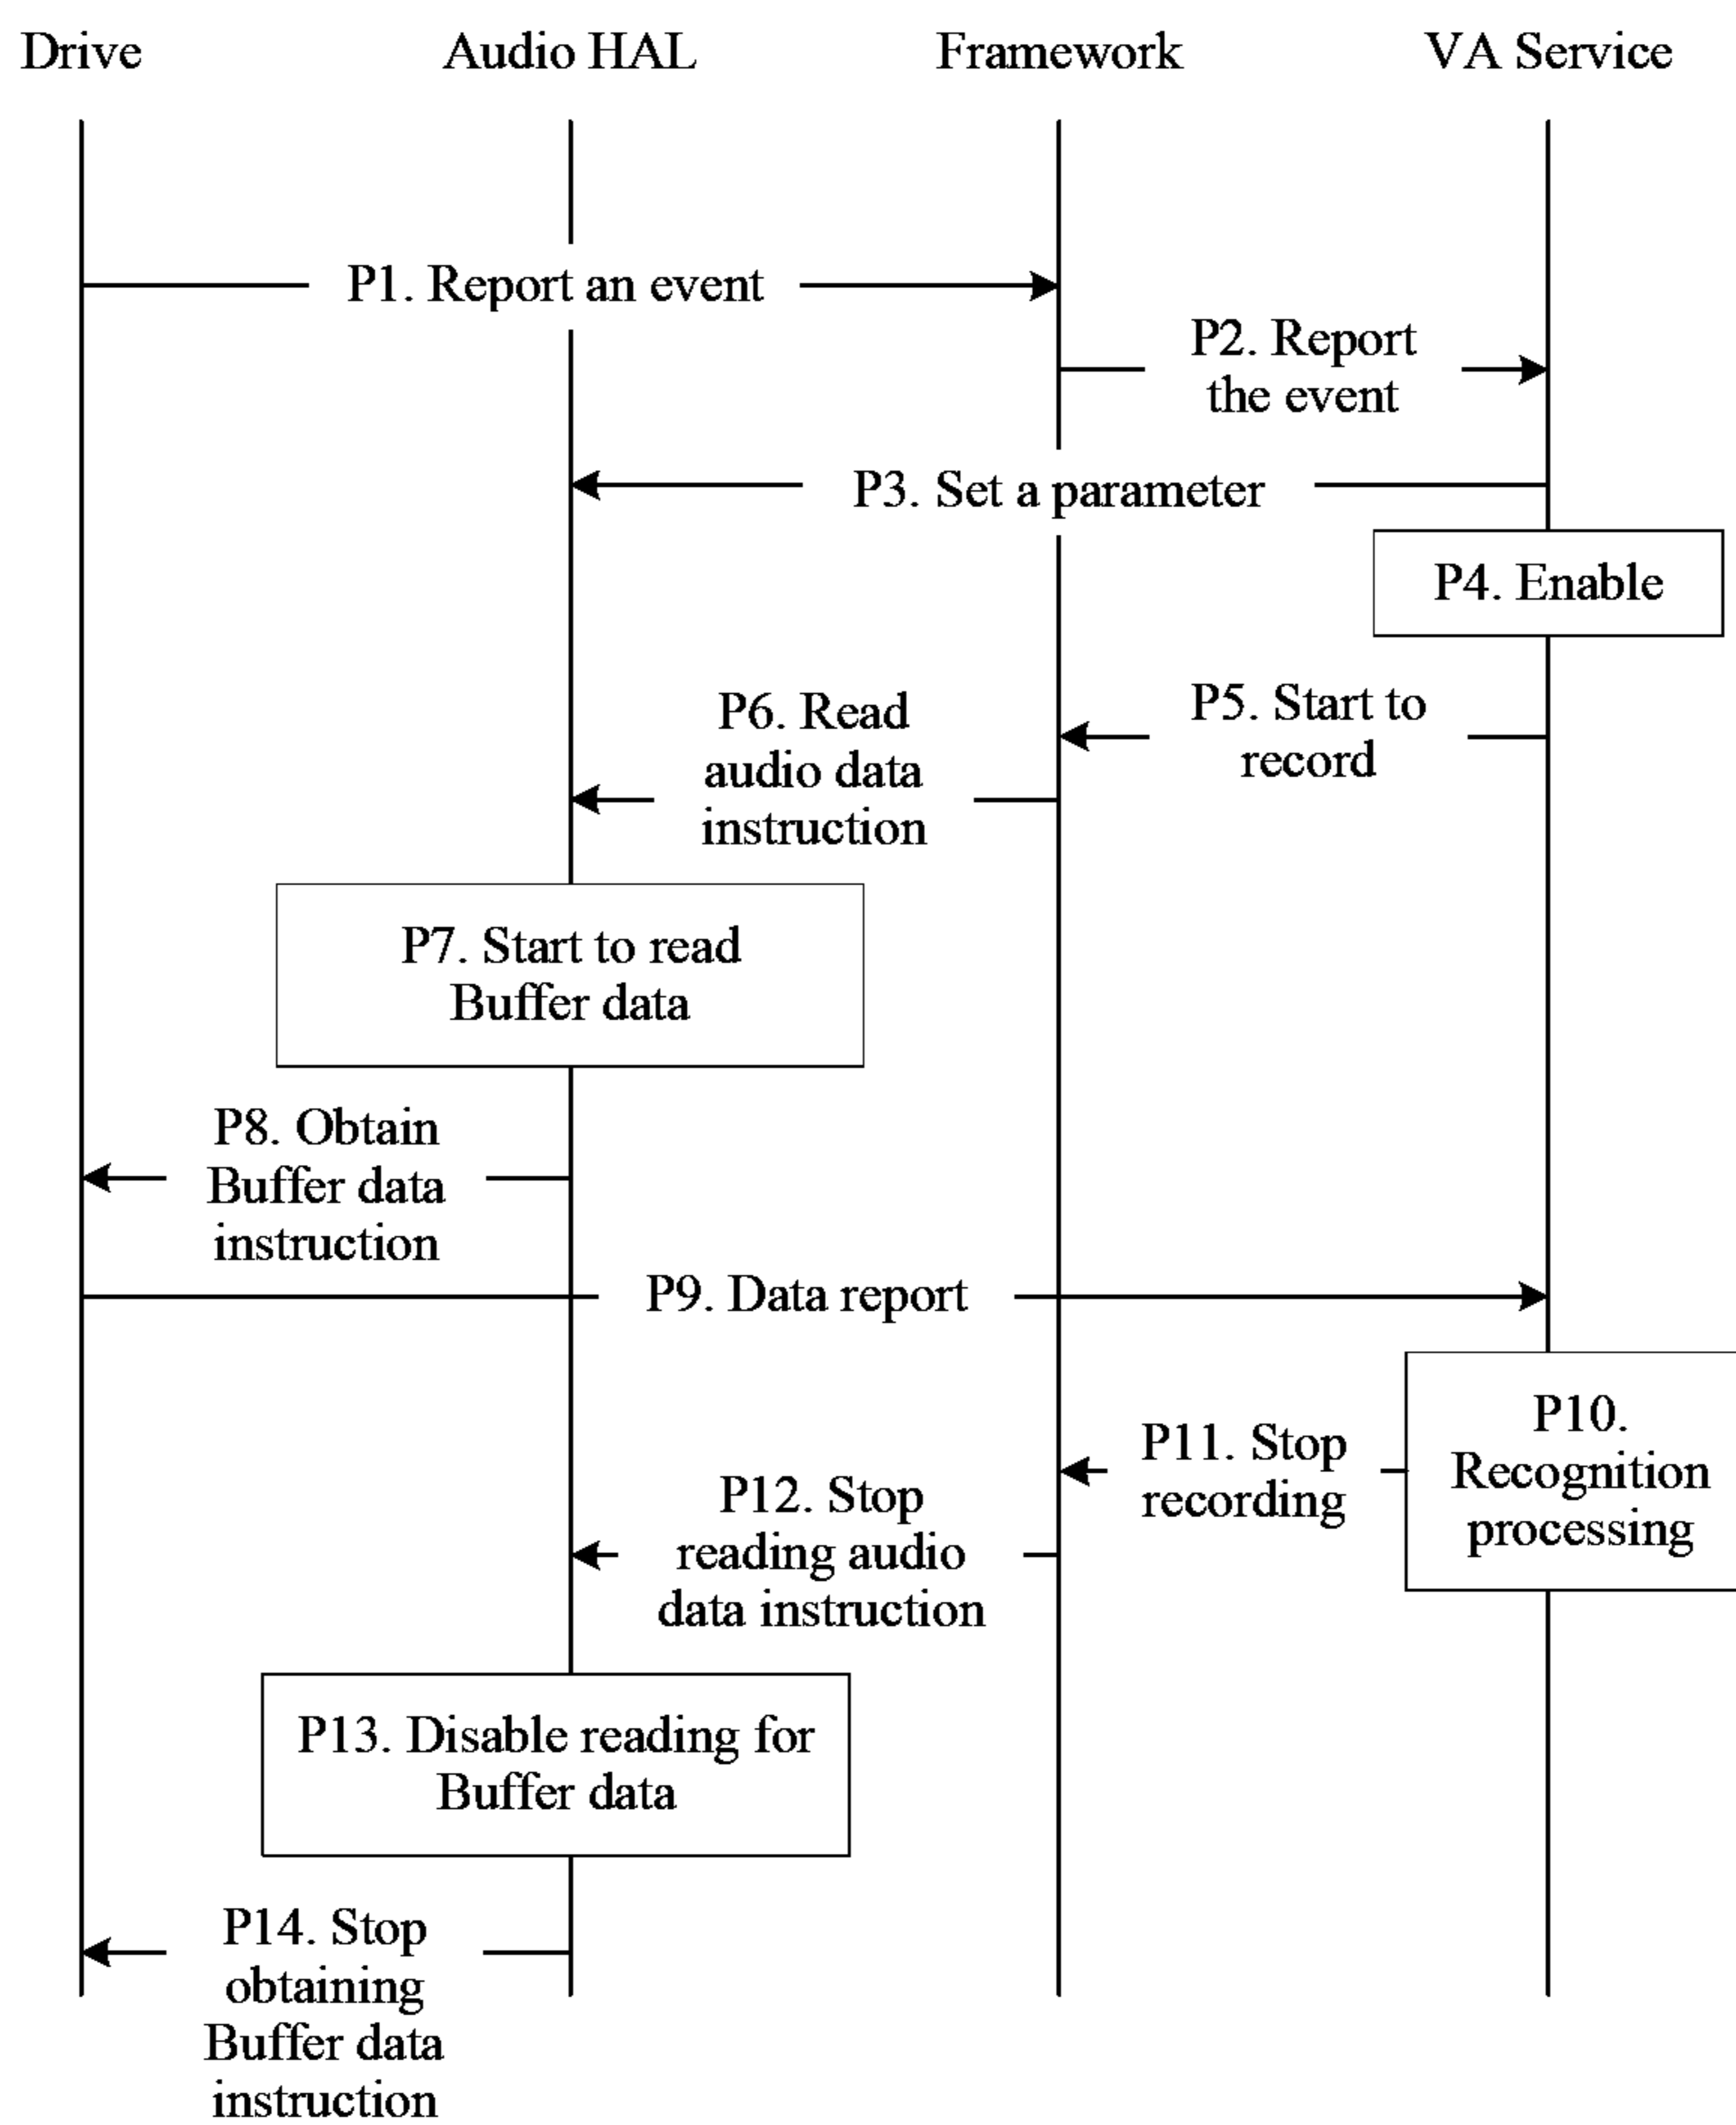 Drive
Audio HAL
Framework
VA Service
P1. Report an event
P2. Report
the event
P3. Set a parameter
P4. Enable
P5. Start to
record
P6. Read
audio data
instruction
P7. Start to read
Buffer data
P8. Obtain
Buffer data
instruction
P9. Data report
P10.
Recognition
processing
P11. Stop
recording
P12. Stop
reading audio
data instruction
P13. Disable reading for
Buffer data
P14. Stop
obtaining
Buffer data
instruction